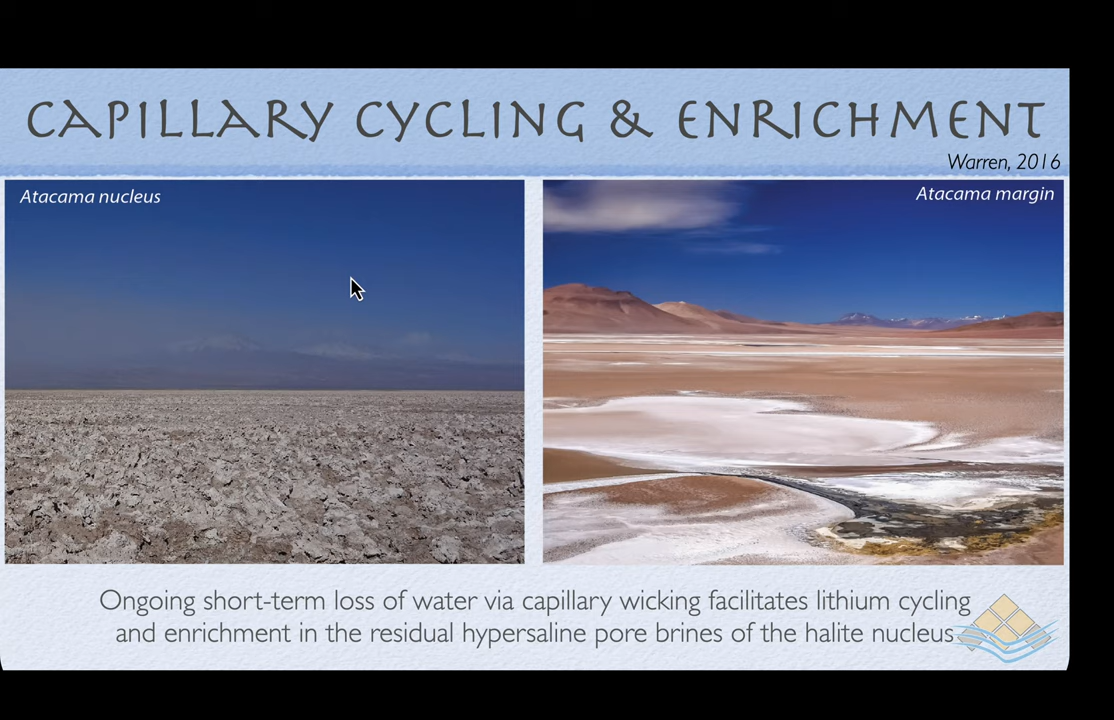 CAPILLARY CYCLING & ENRICHMENT
Warren, 2016
Atacama nucleus
Atacama margin
Ongoing short-term loss of water via capillary wicking facilitates lithium cycling
and enrichment in the residual hypersaline pore brines of the halite nucleus